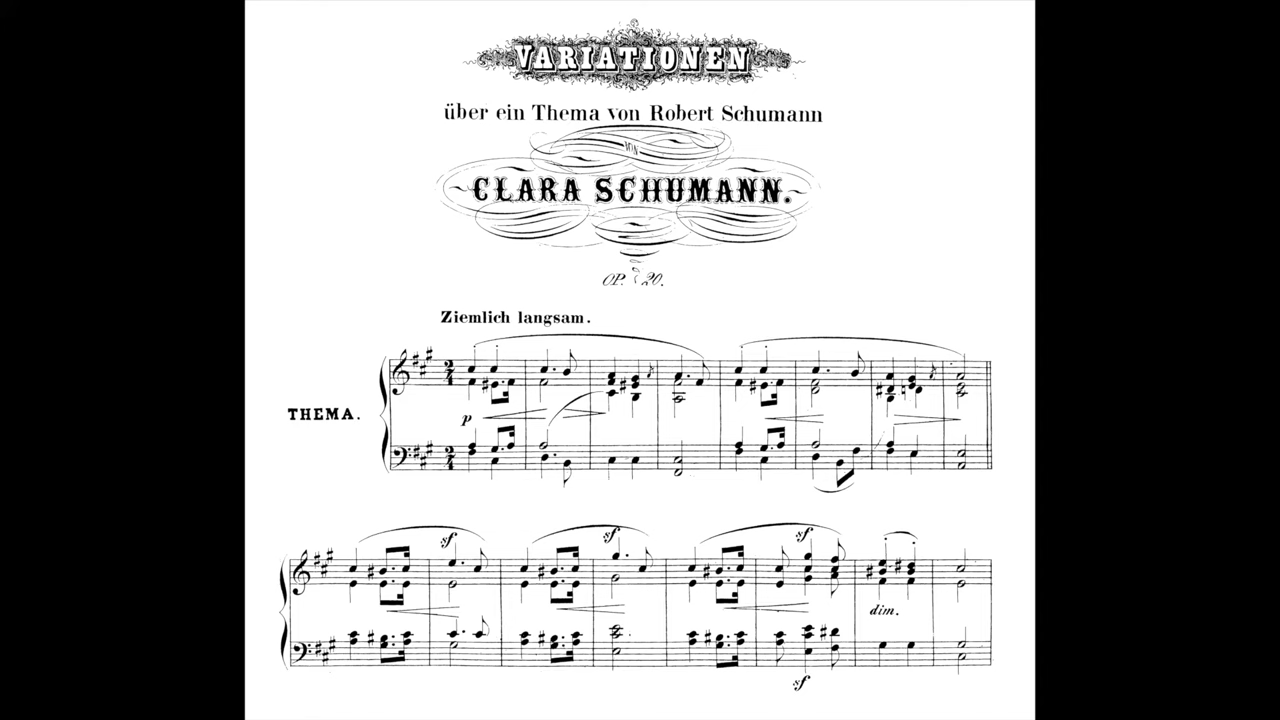 VARIATIONEN
über ein Thema von Robert Schumann
VON
CLARA SCHUMANN.
OP. 20.
Ziemlich langsam.
THEMA.
p
sf sf sf
dim.
sf